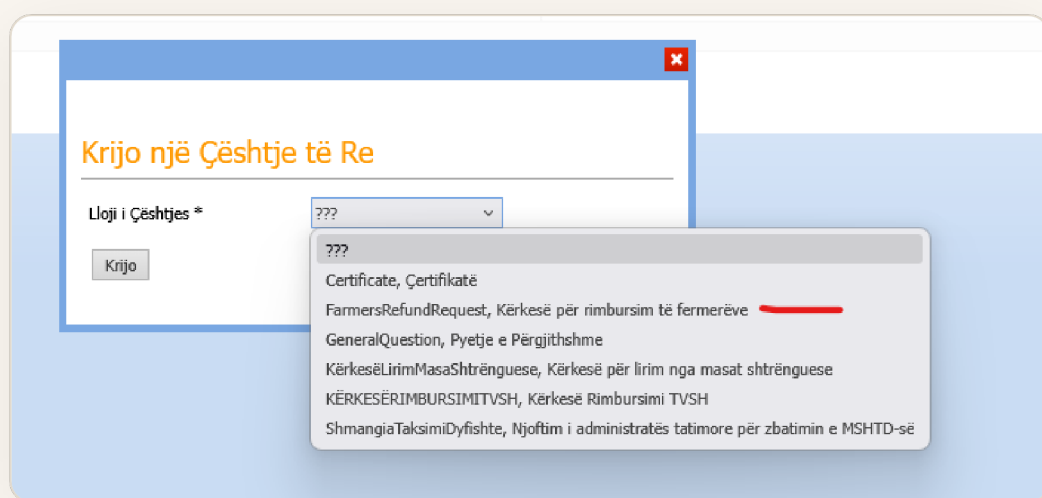 Krijo një Çështje të Re
Lloji i Çështjes *
???
Krijo
???
Certificate, Çertifikatë
FarmersRefundRequest, Kërkesë për rimbursim të fermerëve
GeneralQuestion, Pyetje e Përgjithshme
KërkesëLirimMasaShtrënguese, Kërkesë për lirim nga masat shtrënguese
KËRKESËRIMBURSIMITVSH, Kërkesë Rimbursimi TVSH
ShmangiaTaksimiDyfishte, Njoftim i administratës tatimore për zbatimin e MSHTD-së